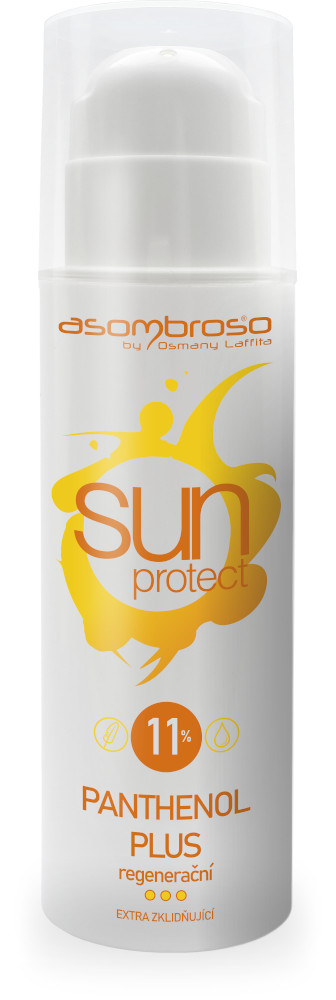 asombroso®
by Osmany Laffita
sun
protect
11%
PANTHENOL
PLUS
regenerační
EXTRA ZKLIDŇUJÍCÍ